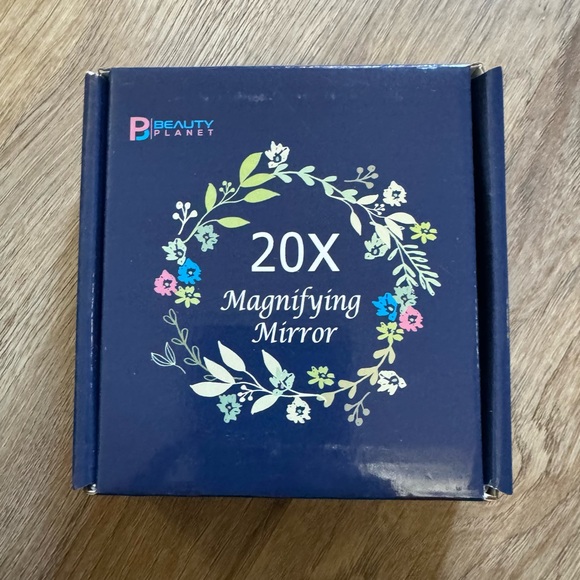 BEAUTY
PLANET
20X
Magnifying
Mirror